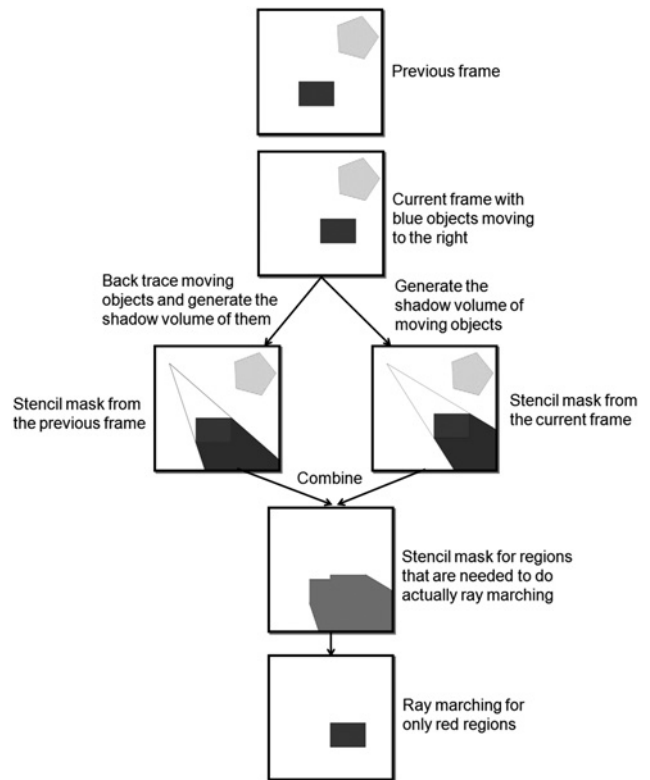 Previous frame
Current frame with
blue objects moving
to the right
Back trace moving
objects and generate the
shadow volume of them
Generate the
shadow volume of
moving objects
Stencil mask from
the previous frame
Stencil mask from
the current frame
Combine
Stencil mask for regions
that are needed to do
actually ray marching
Ray marching for
only red regions